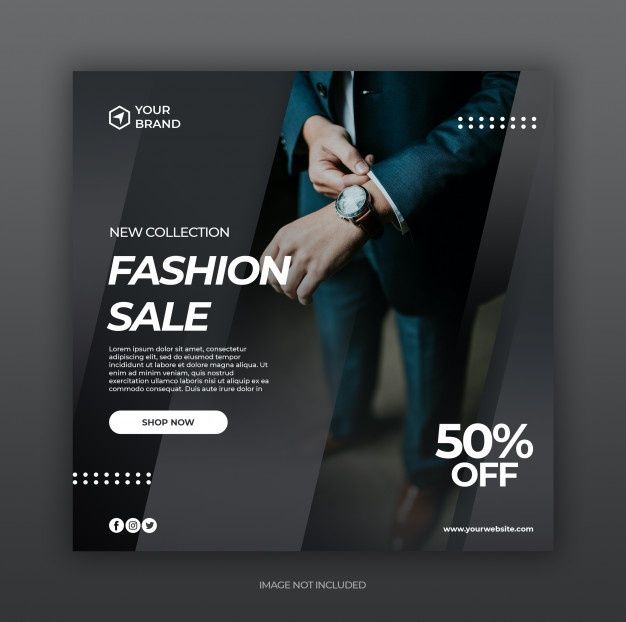 YOUR
BRAND
NEW COLLECTION
FASHION
SALE
Lorem ipsum dolor sit amet, consectetur
adipiscing elit, sed do eiusmod tempor
incididunt ut labore et dolore magna aliqua.
Ut enim ad minim veniam, quis nostrud
exercitation ullamco laboris nisi ut aliquip ex ea
commodo consequat. Duis aute irure dolor in
SHOP NOW
50%
OFF
www.yourwebsite.com
IMAGE NOT INCLUDED